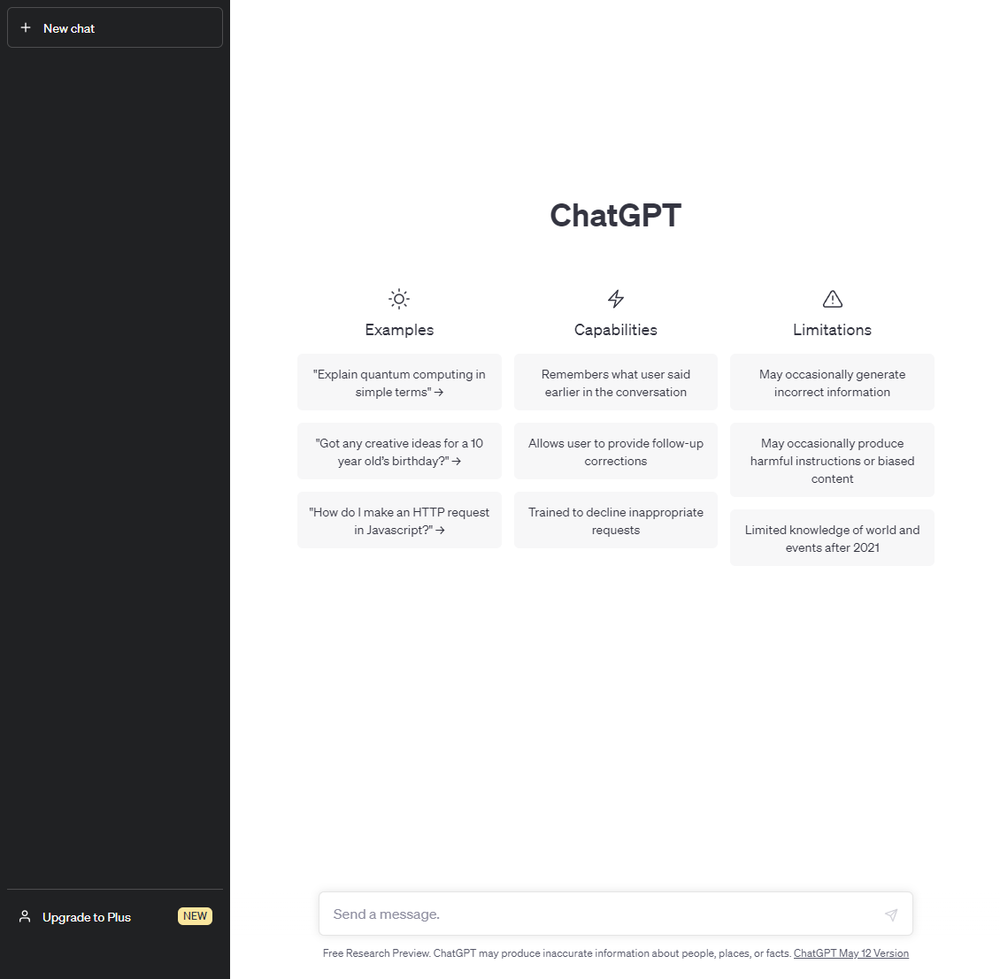 New chat
ChatGPT
Examples
"Explain quantum computing in
simple terms" →
"Got any creative ideas for a 10
year old’s birthday?" →
"How do I make an HTTP request
in Javascript?" →
Capabilities
Remembers what user said
earlier in the conversation
Allows user to provide follow-up
corrections
Trained to decline inappropriate
requests
Limitations
May occasionally generate
incorrect information
May occasionally produce
harmful instructions or biased
content
Limited knowledge of world and
events after 2021
Upgrade to Plus NEW
Send a message.
Free Research Preview. ChatGPT may produce inaccurate information about people, places, or facts. ChatGPT May 12 Version